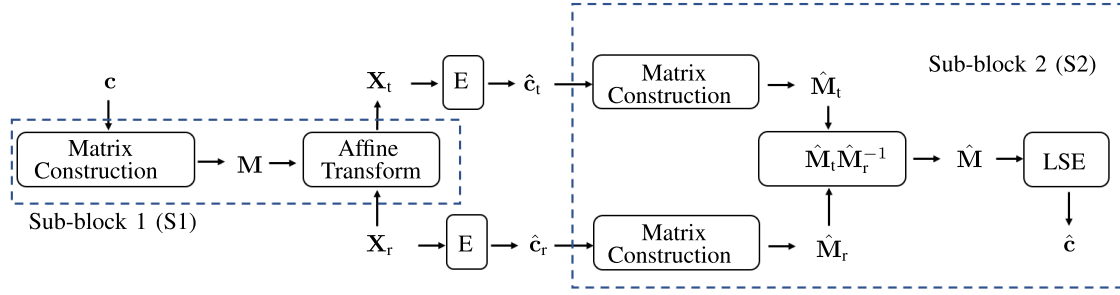 c
Matrix
Construction
M
Affine
Transform
Sub-block 1 (S1)
X_t
E
ĉ_t
X_r
E
ĉ_r
Matrix
Construction
M̂_t
Sub-block 2 (S2)
M̂_t M̂_r^{-1}
M̂
LSE
ĉ
Matrix
Construction
M̂_r